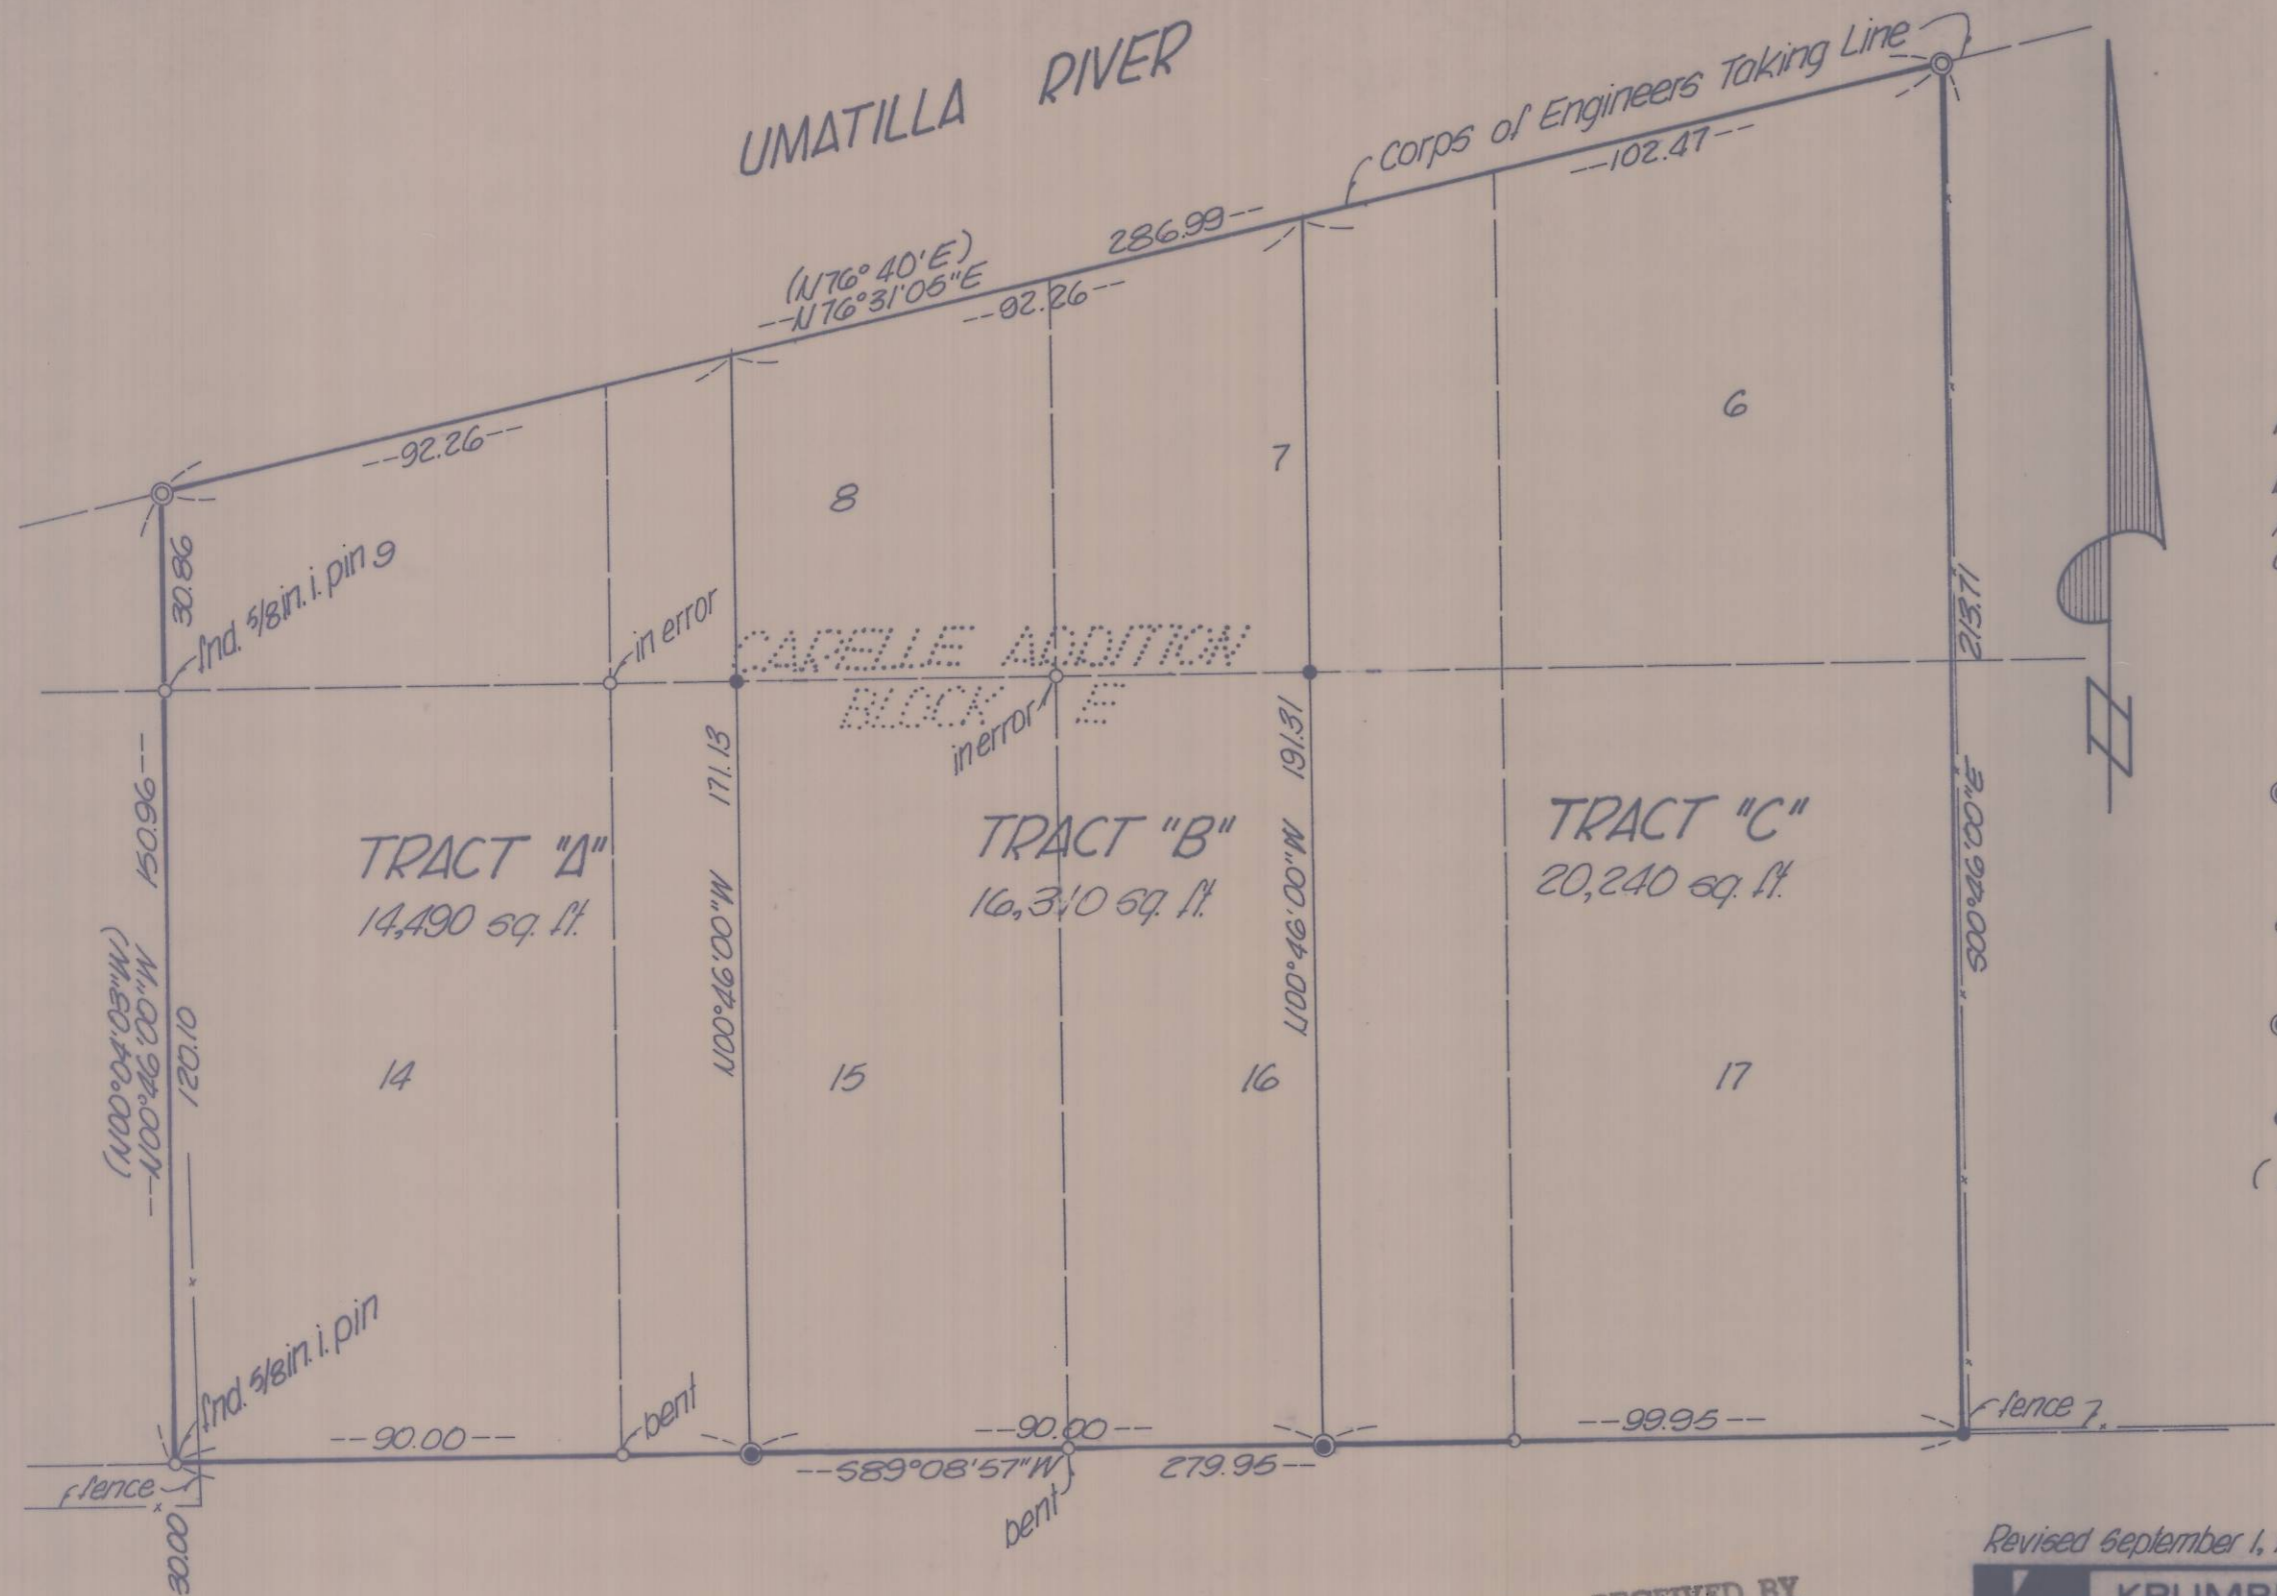 UMATILLA RIVER
Corps of Engineers Taking Line
--102.47--
286.99--
(N76°40'E)
--N76°31'05"E
--92.26--
--92.26--
6
7
8
30.86
fnd. 5/8in. i. pin 9
in error
CAPELLE ADDITION
BLOCK E
in error
213.71
S00°46'00"E
150.96--
(N00°04'03"W)
--N00°46'00"W
120.10
171.13
N00°46'00"W
191.31
N00°46'00"W
TRACT "A"
14,490 sq. ft.
TRACT "B"
16,310 sq. ft.
TRACT "C"
20,240 sq. ft.
14
15
16
17
fnd. 5/8in. i. pin
--90.00--
bent
--90.00--
--99.95--
fence
--S89°08'57"W
279.95--
bent
fence
30.00
Revised September 1,
RECEIVED BY